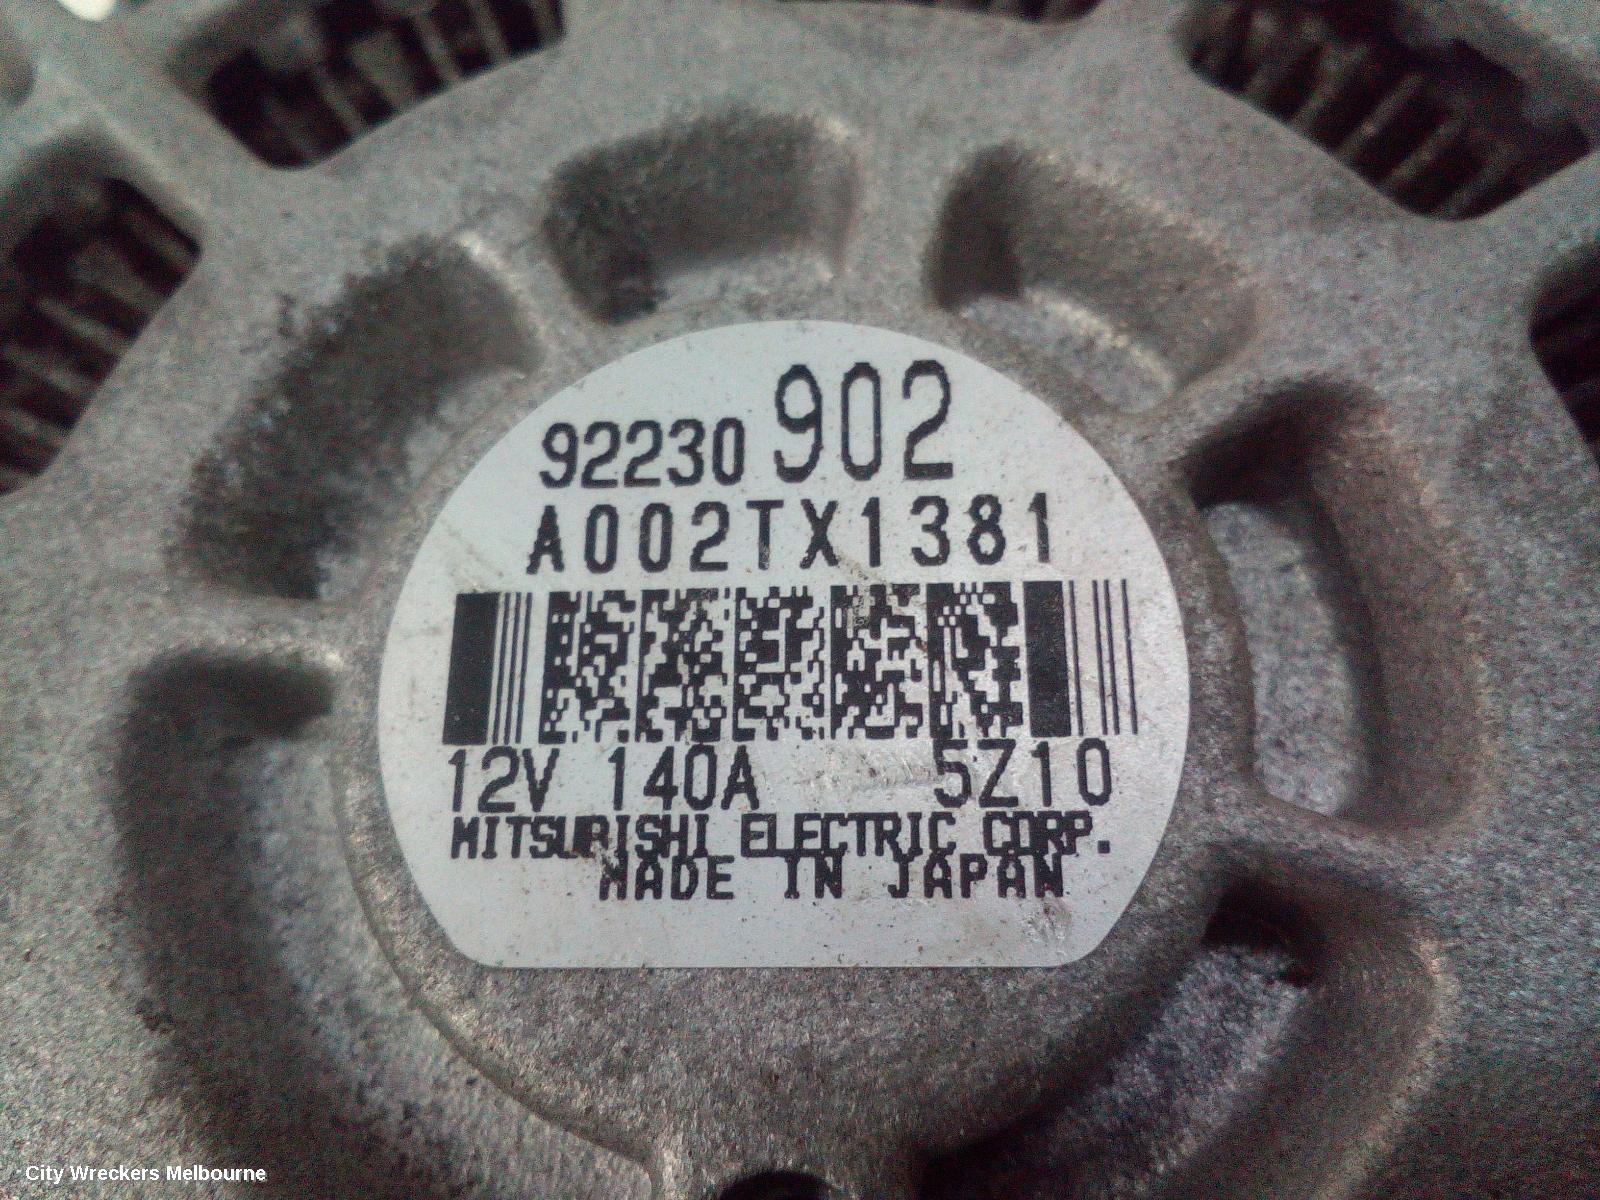 92230 902
A002TX1381
12V 140A 5Z10
MITSUBISHI ELECTRIC CORP.
MADE IN JAPAN
City Wreckers Melbourne